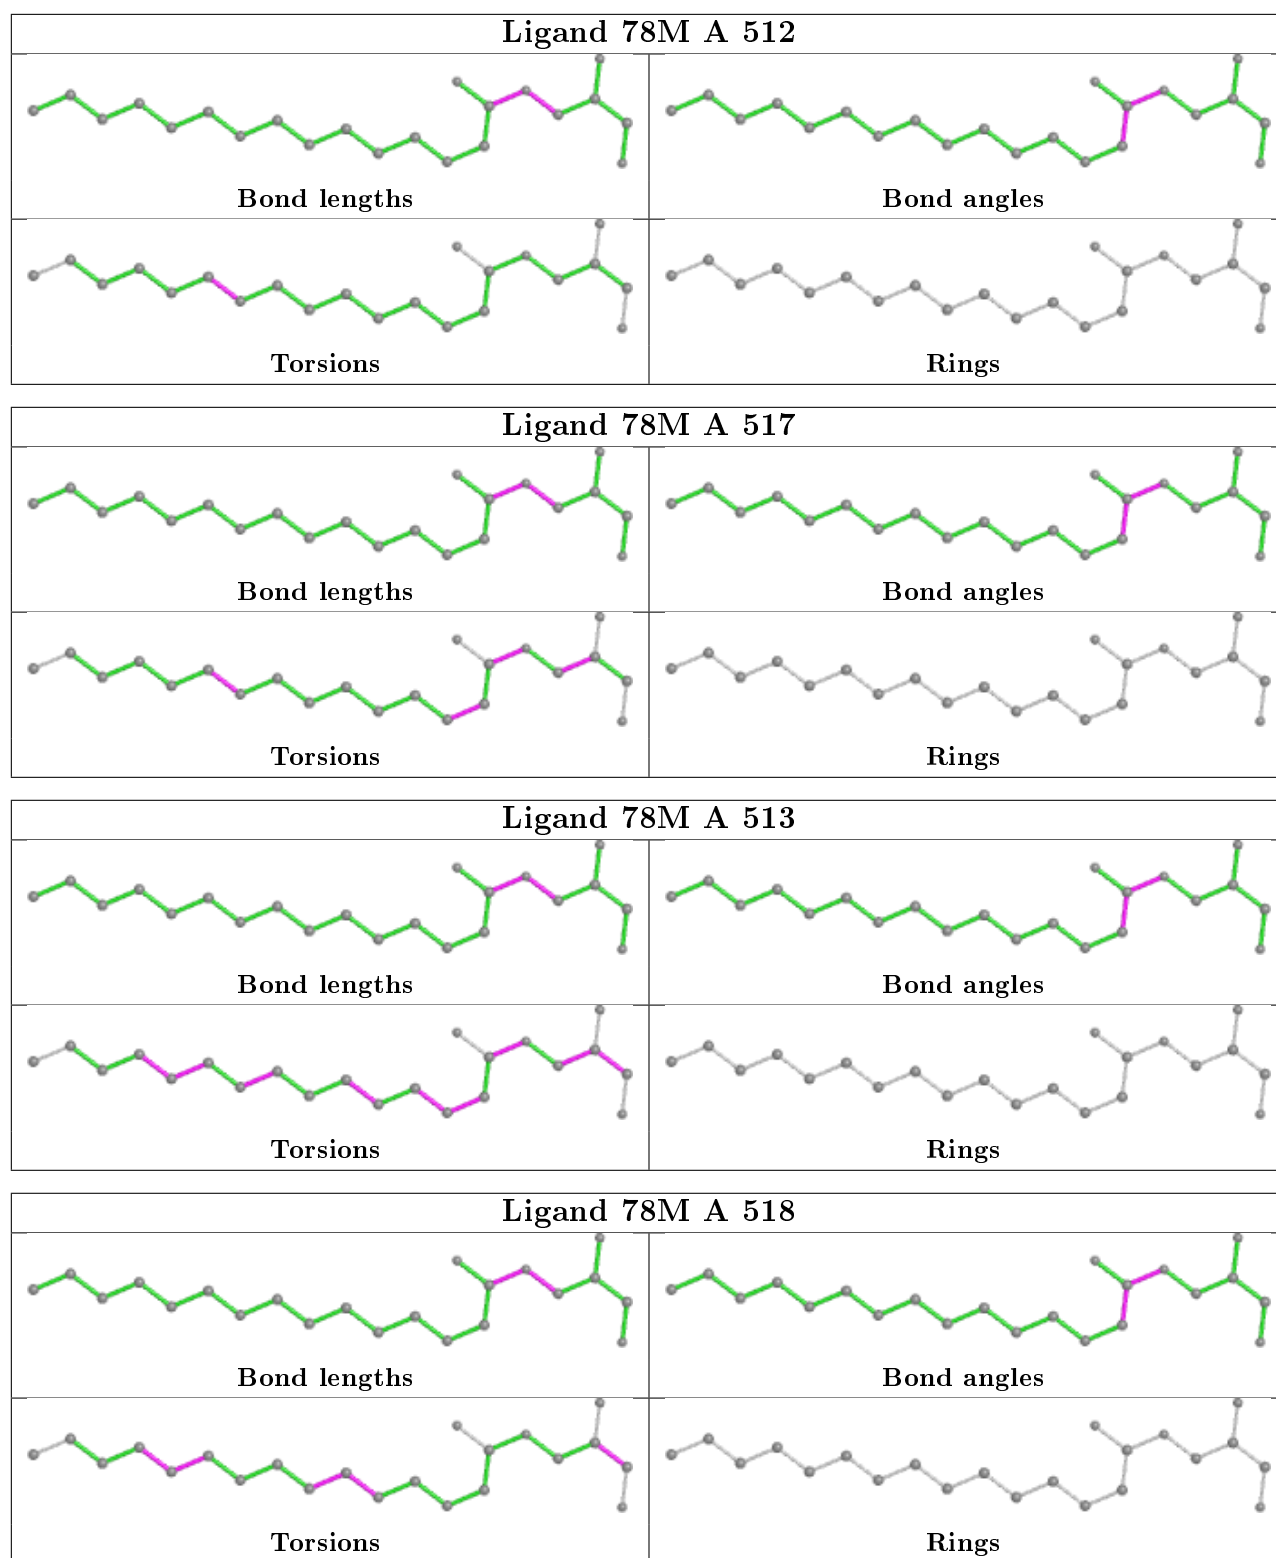 Ligand 78M A 512
Bond lengths
Bond angles
Torsions
Rings
Ligand 78M A 517
Bond lengths
Bond angles
Torsions
Rings
Ligand 78M A 513
Bond lengths
Bond angles
Torsions
Rings
Ligand 78M A 518
Bond lengths
Bond angles
Torsions
Rings